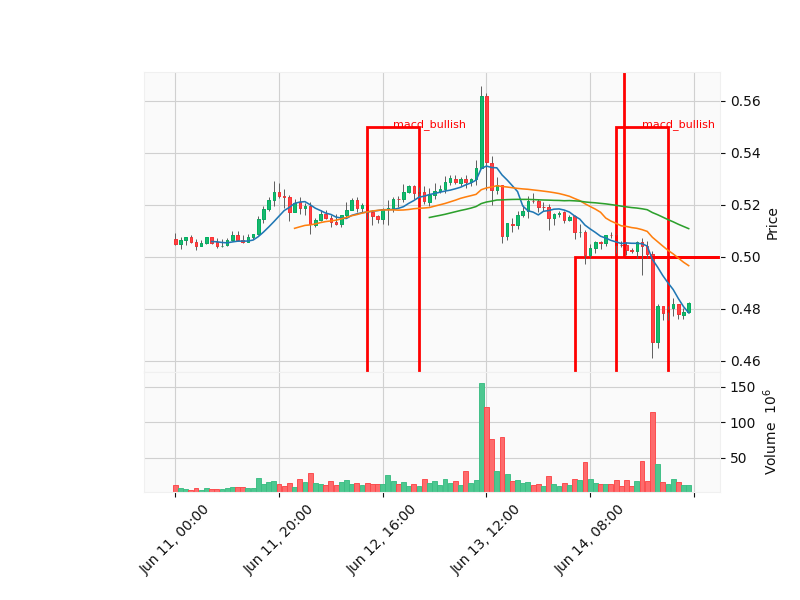 macd_bullish
macd_bullish
0.56
0.54
0.52
0.50
0.48
0.46
Price
150
100
50
Volume 10^6
Jun 11, 00:00
Jun 11, 20:00
Jun 12, 16:00
Jun 13, 12:00
Jun 14, 08:00